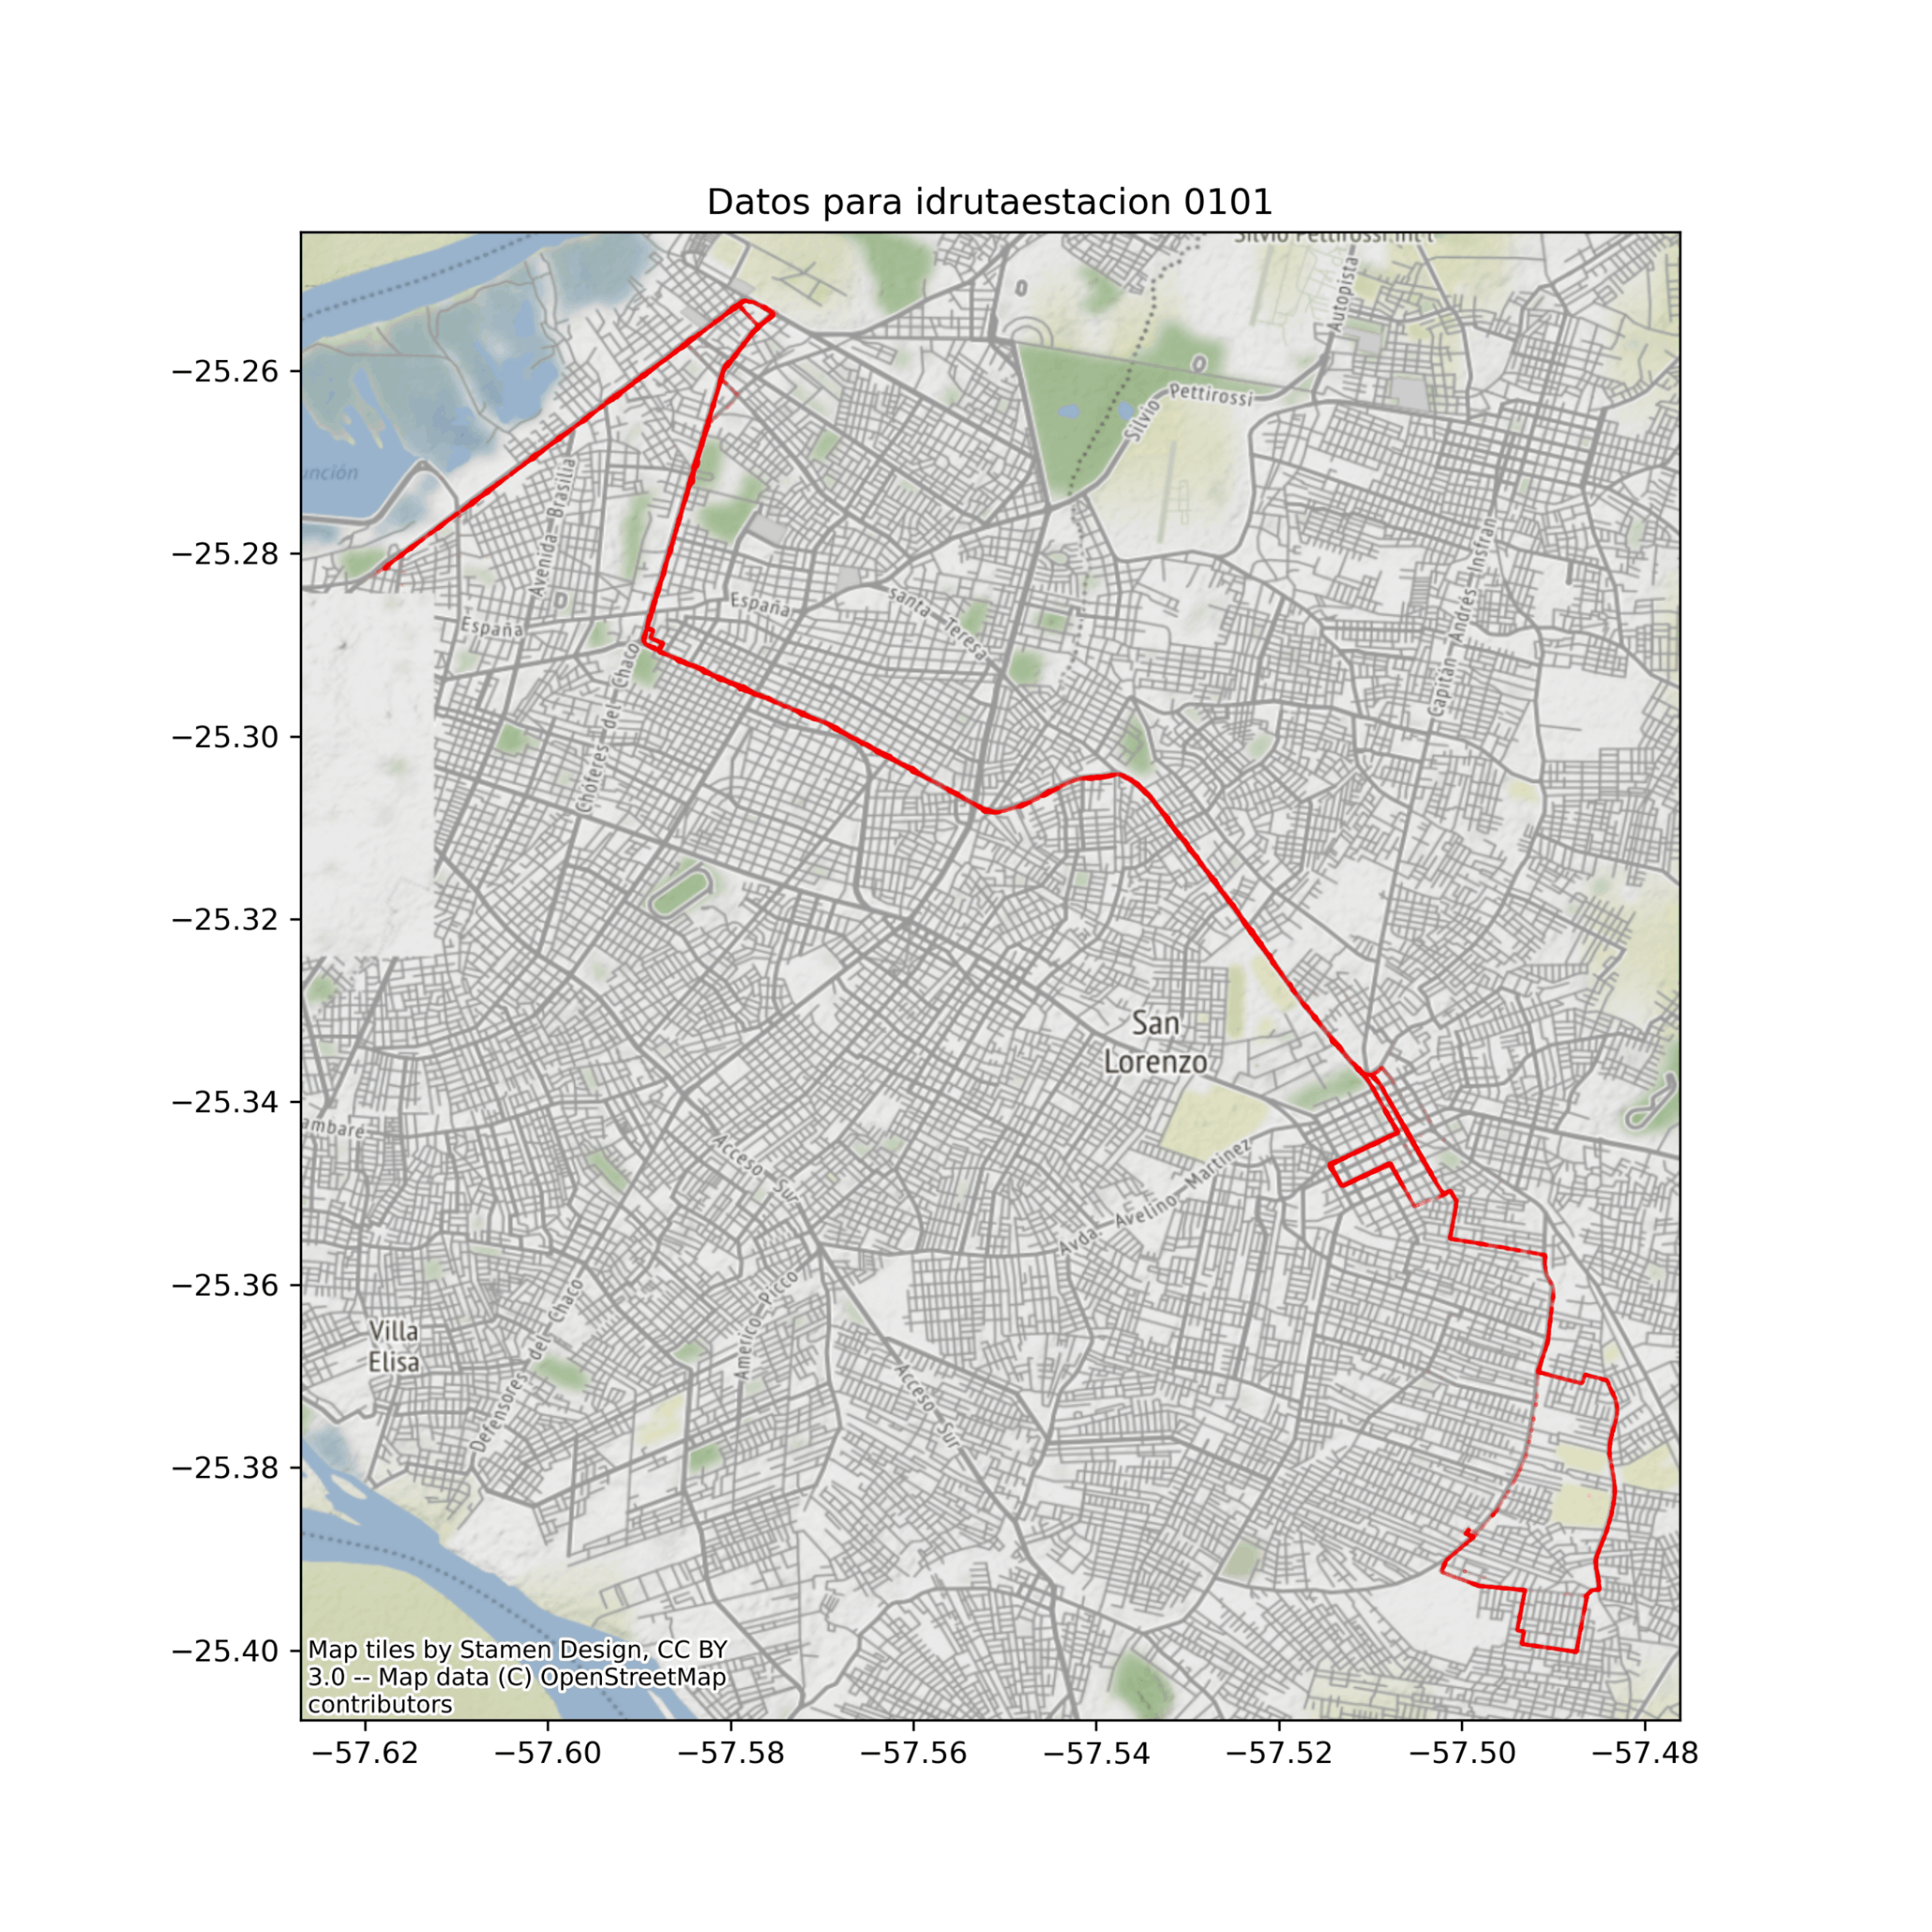 Datos para idrutaestacion 0101
Silvio Pettirossi Int'l
Autopista
−25.26
Silvio Pettirossi
unción
Avenida Brasilia
−25.28
Capitán Andrés Insfran
España
España
santa Teresa
Chóferes del Chaco
−25.30
−25.32
San
Lorenzo
−25.34
ambaré
Acceso Sur
Avda Avelino Martinez
−25.36
Villa
Elisa
Defensores del Chaco
Americo Picco
Acceso Sur
−25.38
−25.40
Map tiles by Stamen Design, CC BY
3.0 -- Map data (C) OpenStreetMap
contributors
−57.62 −57.60 −57.58 −57.56 −57.54 −57.52 −57.50 −57.48